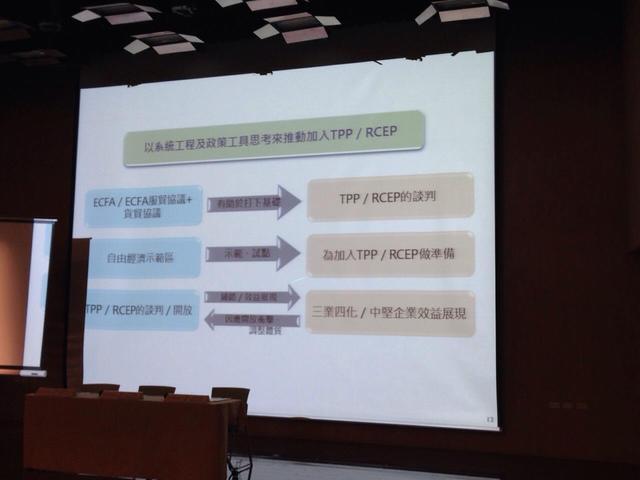 以系統工程及政策工具思考來推動加入TPP / RCEP
ECFA / ECFA服貿協議+
貨貿協議
有助於打下基礎
TPP / RCEP的談判
自由經濟示範區
示範、試點
為加入TPP / RCEP做準備
TPP / RCEP的談判 / 開放
/ 效益展現
因應開放衝擊
調整體質
三業四化 / 中堅企業效益展現